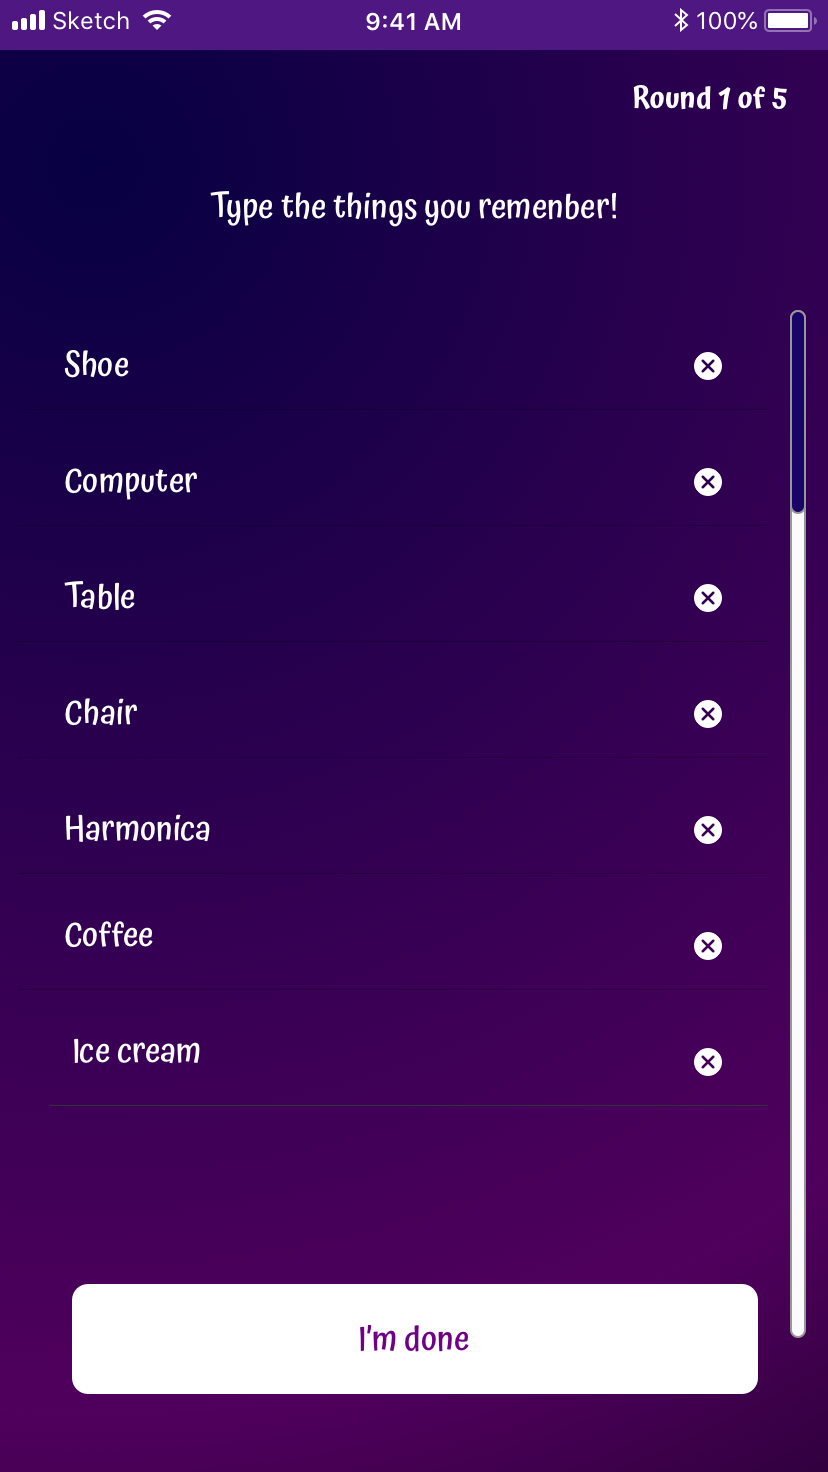 Sketch 9:41 AM 100%
Round 1 of 5
Type the things you remenber!
Shoe
Computer
Table
Chair
Harmonica
Coffee
Ice cream
I'm done